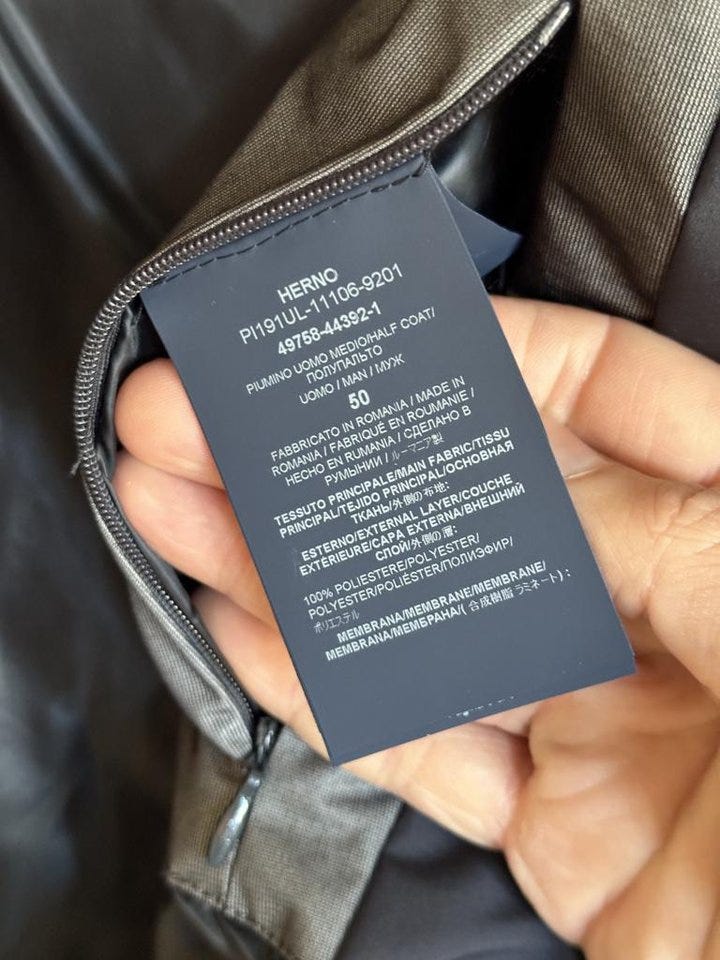 HERNO
PI191UL-11106-9201
49758-44392-1
PIUMINO UOMO MEDIO/HALF COAT/
ПОЛУПАЛЬТО
UOMO / MAN / МУЖ
50
FABBRICATO IN ROMANIA / MADE IN
ROMANIA / FABRIQUÉ EN ROUMANIE /
HECHO EN RUMANIA / СДЕЛАНО В
РУМЫНИИ / ルーマニア製
TESSUTO PRINCIPALE/MAIN FABRIC/TISSU
PRINCIPAL/TEJIDO PRINCIPAL/ОСНОВНАЯ
ТКАНЬ/外側の布地:
ESTERNO/EXTERNAL LAYER/COUCHE
EXTERIEURE/CAPA EXTERNA/ВНЕШНИЙ
СЛОЙ/外側の層:
100% POLIESTERE/POLYESTER/
POLYESTER/POLIÉSTER/ПОЛИЭФИР/
ポリエステル
MEMBRANA/MEMBRANE/MEMBRANE/
MEMBRANA/МЕМБРАНА/( 合成樹脂 ラミネート) :